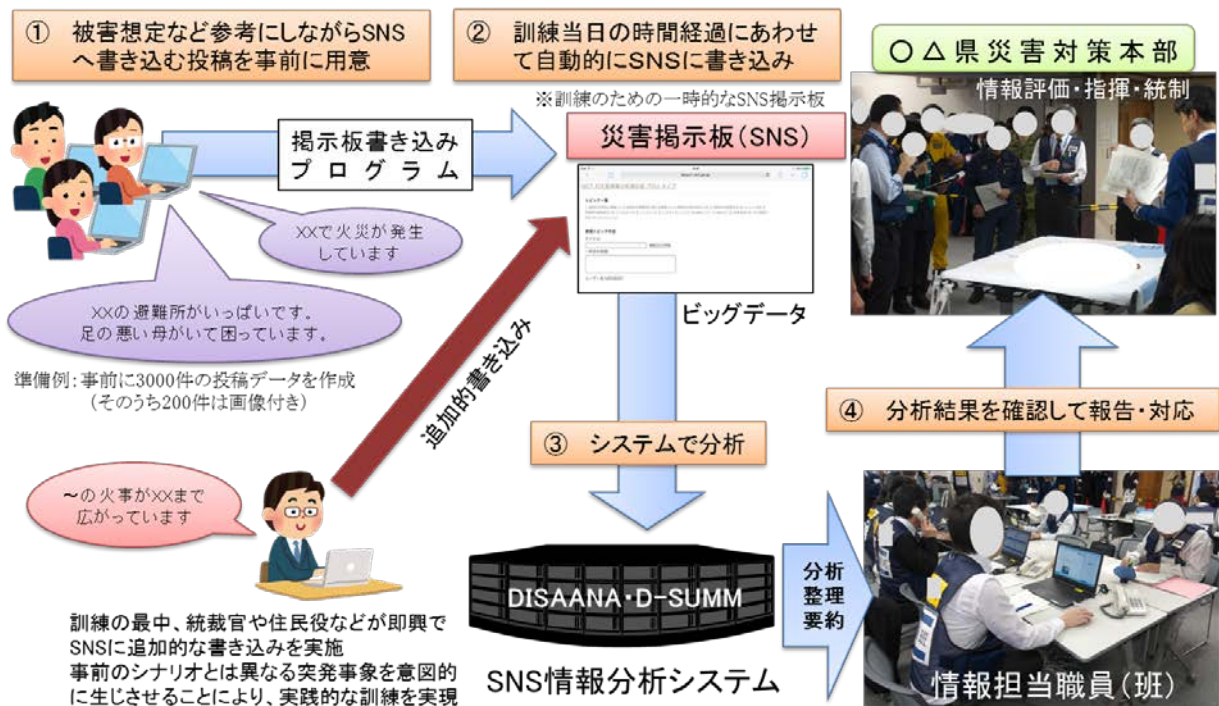 ① 被害想定など参考にしながらSNS
へ書き込む投稿を事前に用意
② 訓練当日の時間経過にあわせ
て自動的にSNSに書き込み
※訓練のための一時的なSNS掲示板
○△県災害対策本部
情報評価・指揮・統制
掲示板書き込み
プログラム
災害掲示板(SNS)
XXで火災が発生
しています
XXの避難所がいっぱいです。
足の悪い母がいて困っています。
ビッグデータ
準備例:事前に3000件の投稿データを作成
(そのうち200件は画像付き)
追加的書き込み
③ システムで分析
④ 分析結果を確認して報告・対応
~の火事がXXまで
広がっています
DISAANA・D-SUMM
SNS情報分析システム
分析
整理
要約
情報担当職員(班)
訓練の最中、統裁官や住民役などが即興で
SNSに追加的な書き込みを実施
事前のシナリオとは異なる突発事象を意図的
に生じさせることにより、実践的な訓練を実現